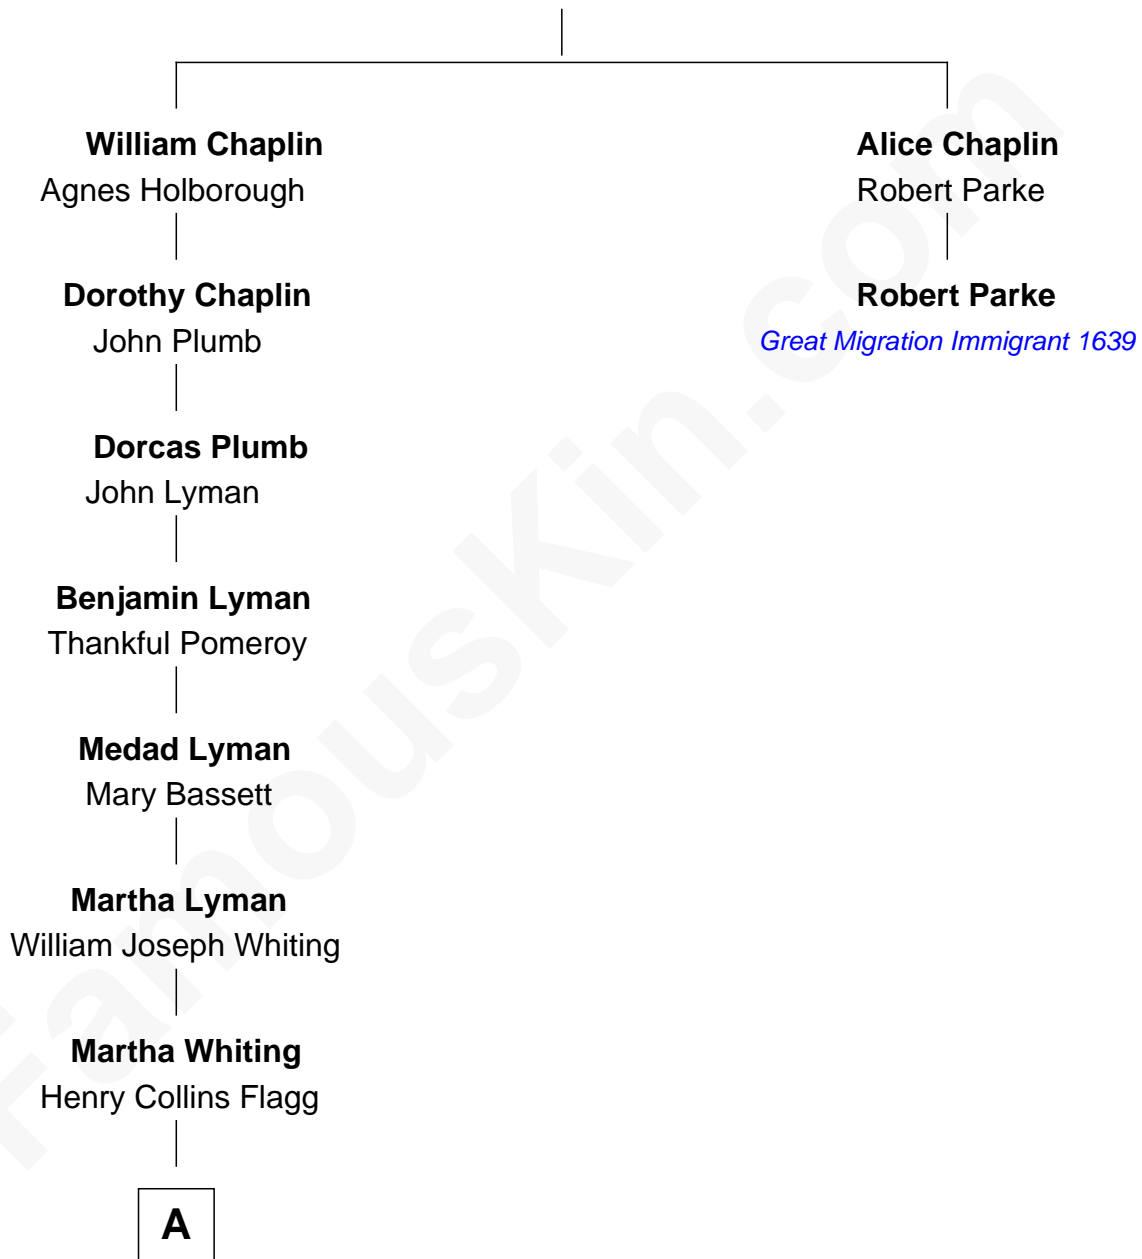 William Chaplin
Agnes Holborough
Alice Chaplin
Robert Parke
Dorothy Chaplin
John Plumb
Robert Parke
Great Migration Immigrant 1639
Dorcas Plumb
John Lyman
Benjamin Lyman
Thankful Pomeroy
Medad Lyman
Mary Bassett
Martha Lyman
William Joseph Whiting
Martha Whiting
Henry Collins Flagg
A
FamousKin.com